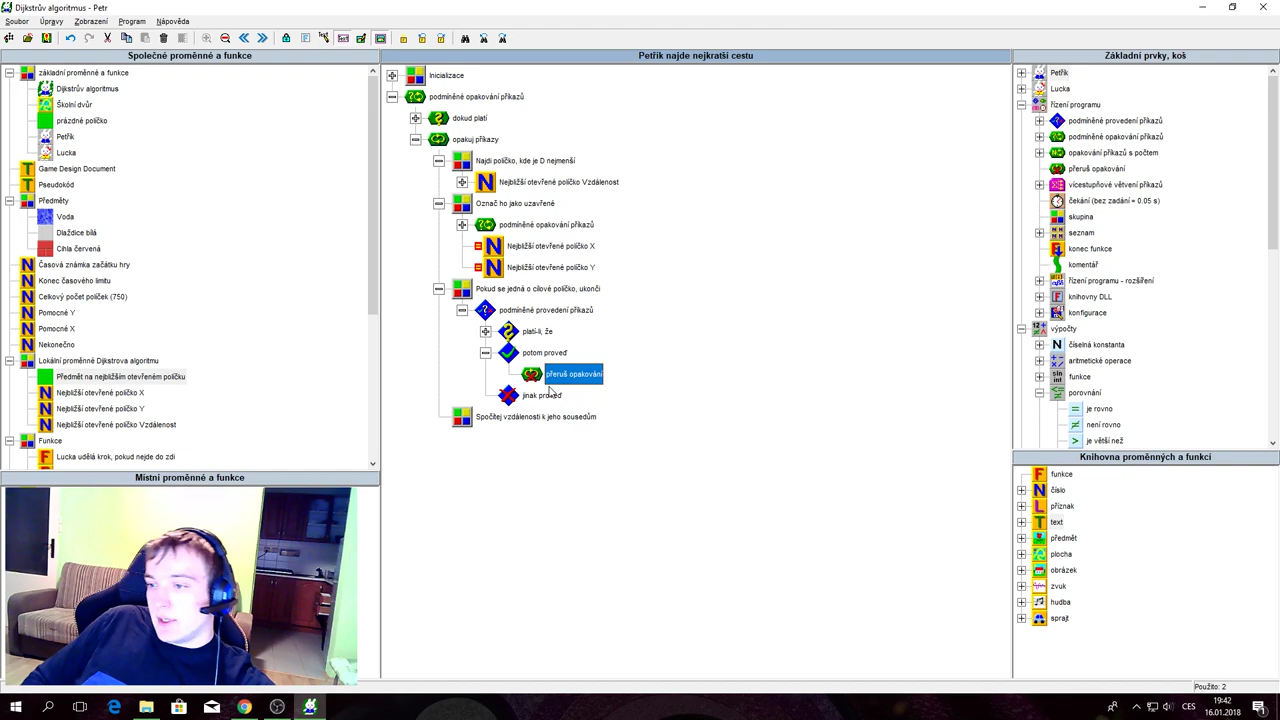 Dijkstrův algoritmus - Petr
Soubor Úpravy Zobrazení Program Nápověda
Společné proměnné a funkce
základní proměnné a funkce
Dijkstrův algoritmus
Školní dvůr
prázdné políčko
Petřík
Lucka
Game Design Document
Pseudokód
Předměty
Voda
Dlaždice bílá
Cihla červená
Časová známka začátku hry
Konec časového limitu
Celkový počet políček (750)
Pomocné Y
Pomocné X
Nekonečno
Lokální proměnné Dijkstrova algoritmu
Předmět na nejbližším otevřeném políčku
Nejbližší otevřené políčko X
Nejbližší otevřené políčko Y
Nejbližší otevřené políčko Vzdálenost
Funkce
Lucka udělá krok, pokud nejde do zdi
Místní proměnné a funkce
Petřík najde nejkratší cestu
Inicializace
podmíněné opakování příkazů
dokud platí
opakuj příkazy
Najdi políčko, kde je D nejmenší
Nejbližší otevřené políčko Vzdálenost
Označ ho jako uzavřené
podmíněné opakování příkazů
Nejbližší otevřené políčko X
Nejbližší otevřené políčko Y
Pokud se jedná o cílové políčko, ukonči
podmíněné provedení příkazů
platí-li, že
potom proveď
přeruš opakování
jinak proveď
Spočítej vzdálenosti k jeho sousedům
Základní prvky, koš
Petřík
Lucka
řízení programu
podmíněné provedení příkazů
podmíněné opakování příkazů
opakování příkazů s počtem
přeruš opakování
vícestupňové větvení příkazů
čekání (bez zadání = 0.05 s)
skupina
seznam
konec funkce
komentář
řízení programu - rozšíření
knihovny DLL
konfigurace
výpočty
číselná konstanta
aritmetické operace
funkce
porovnání
je rovno
není rovno
je větší než
Knihovna proměnných a funkcí
funkce
číslo
příznak
text
předmět
plocha
obrázek
zvuk
hudba
sprajt
Použito: 2
CES
19:42
16.01.2018